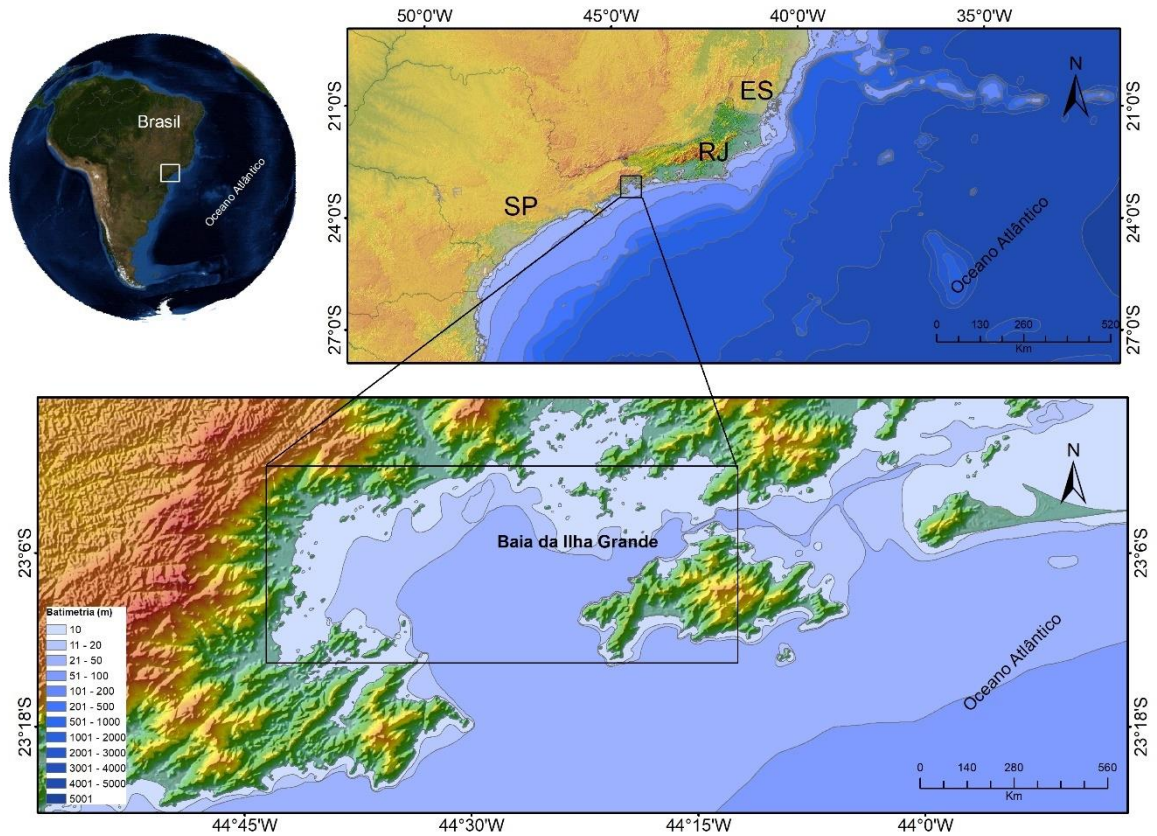 Brasil
Oceano Atlântico
50°0'W 45°0'W 40°0'W 35°0'W
21°0'S
24°0'S
27°0'S
ES
RJ
SP
N
21°0'S
24°0'S
27°0'S
Oceano Atlântico
0 130 260 520
Km
Baia da Ilha Grande
N
23°6'S
23°18'S
23°6'S
23°18'S
Oceano Atlântico
Batimetria (m)
10
11 - 20
21 - 50
51 - 100
101 - 200
201 - 500
501 - 1000
1001 - 2000
2001 - 3000
3001 - 4000
4001 - 5000
5001
0 140 280 560
Km
44°45'W 44°30'W 44°15'W 44°0'W